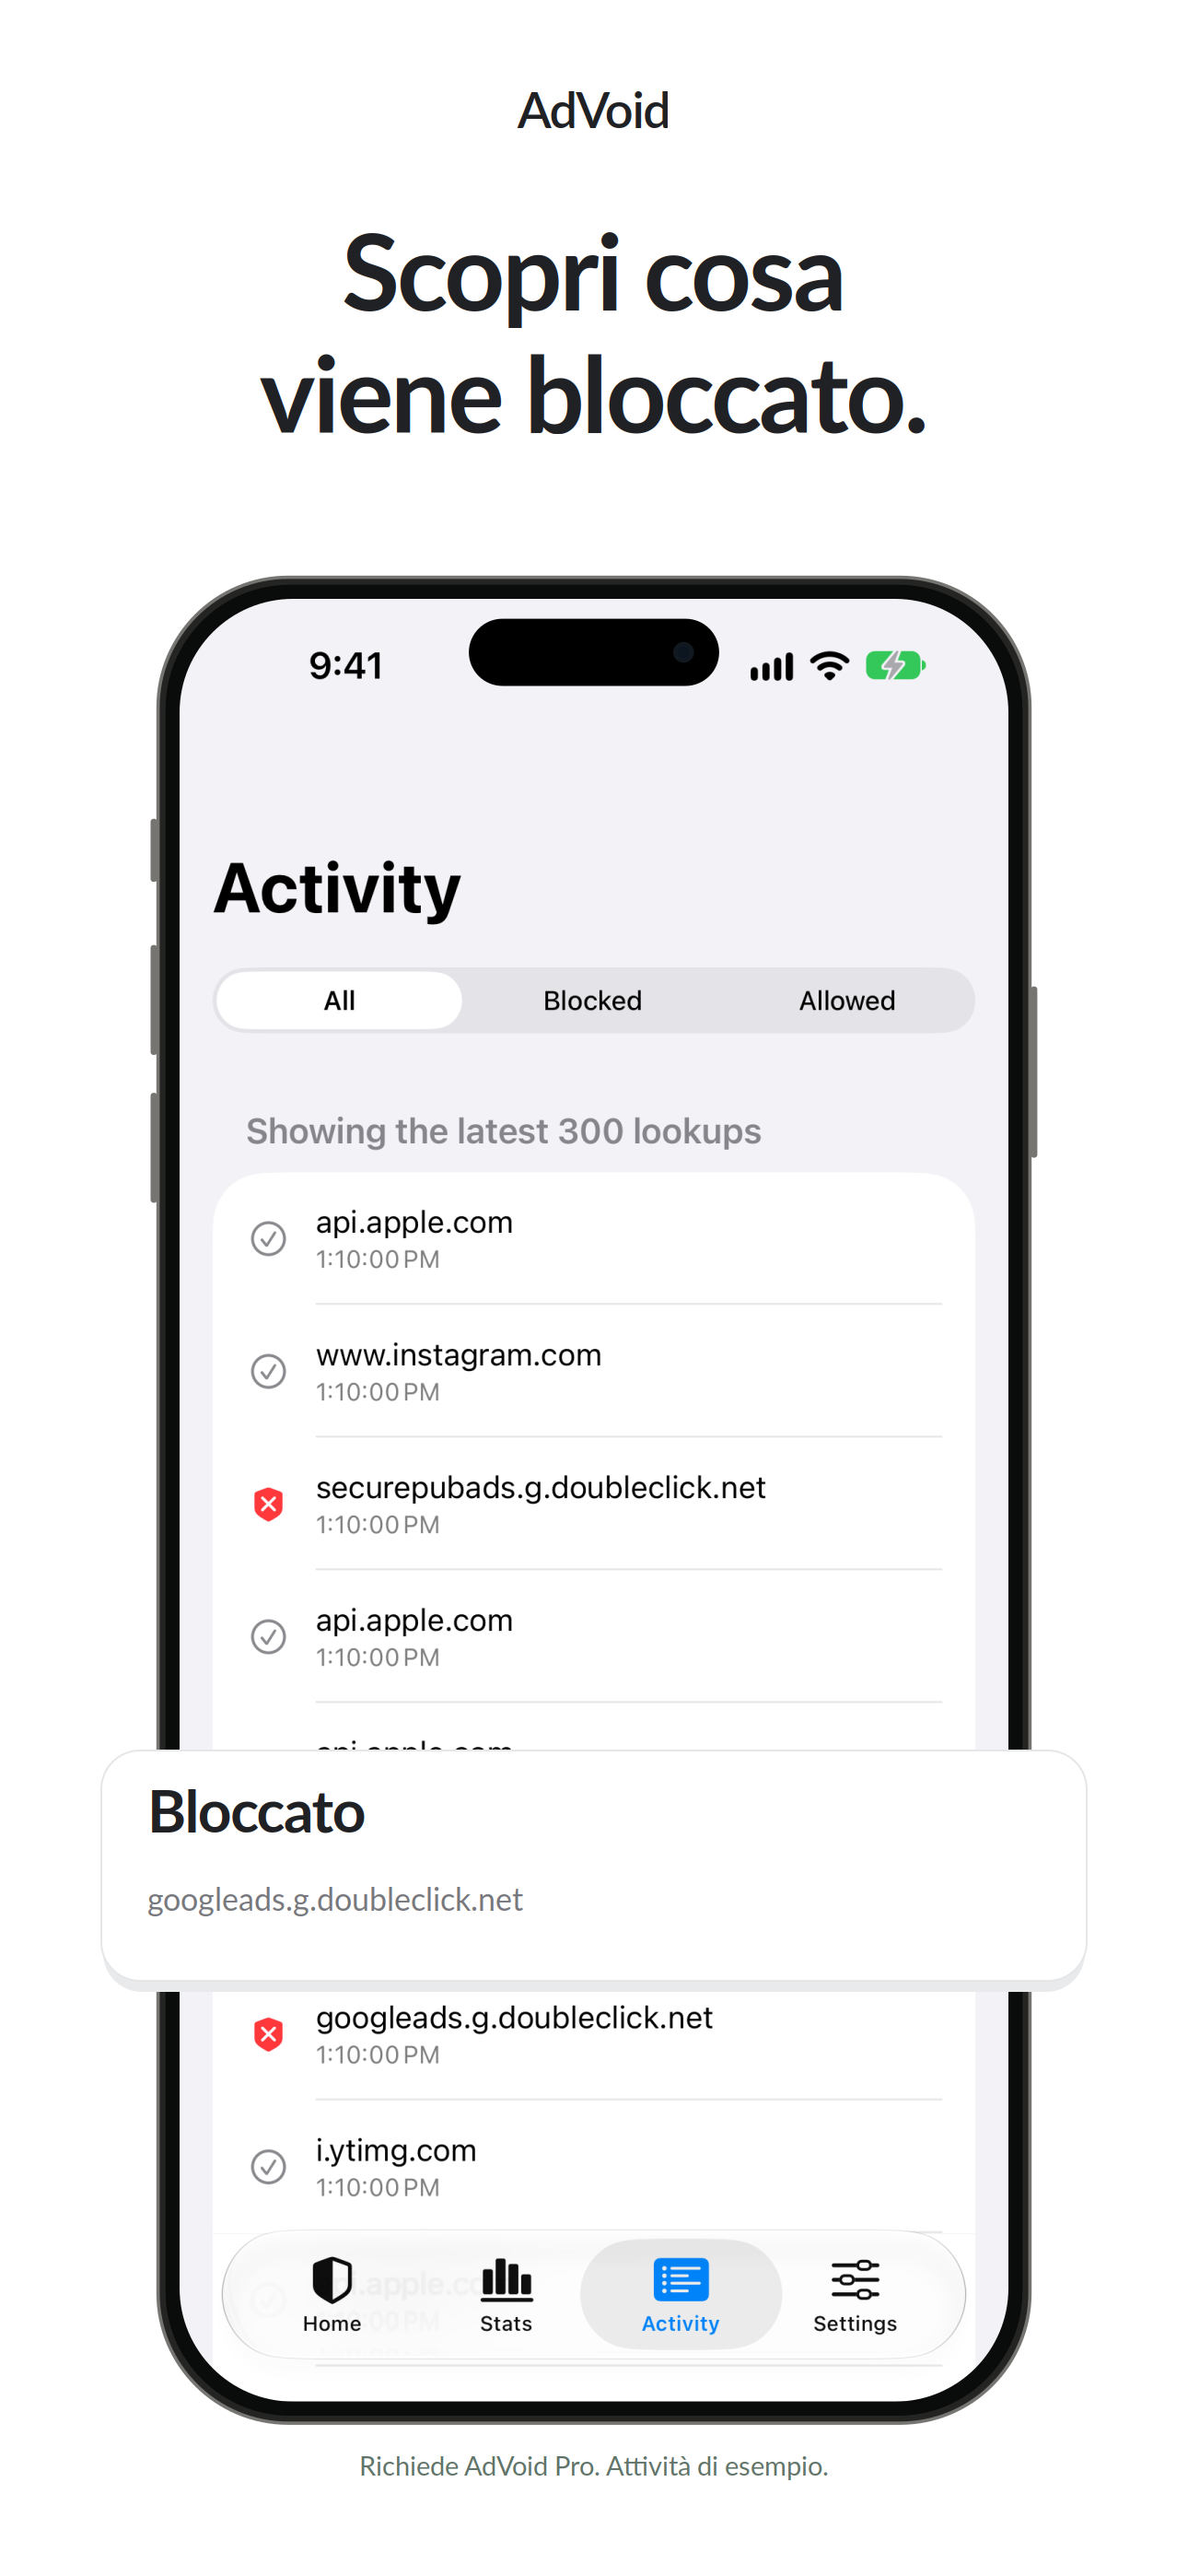 AdVoid
Scopri cosa
viene bloccato.
9:41
Activity
All Blocked Allowed
Showing the latest 300 lookups
api.apple.com
1:10:00 PM
www.instagram.com
1:10:00 PM
securepubads.g.doubleclick.net
1:10:00 PM
api.apple.com
1:10:00 PM
api.apple.com
Bloccato
googleads.g.doubleclick.net
googleads.g.doubleclick.net
1:10:00 PM
i.ytimg.com
1:10:00 PM
Home Stats Activity Settings
Richiede AdVoid Pro. Attività di esempio.